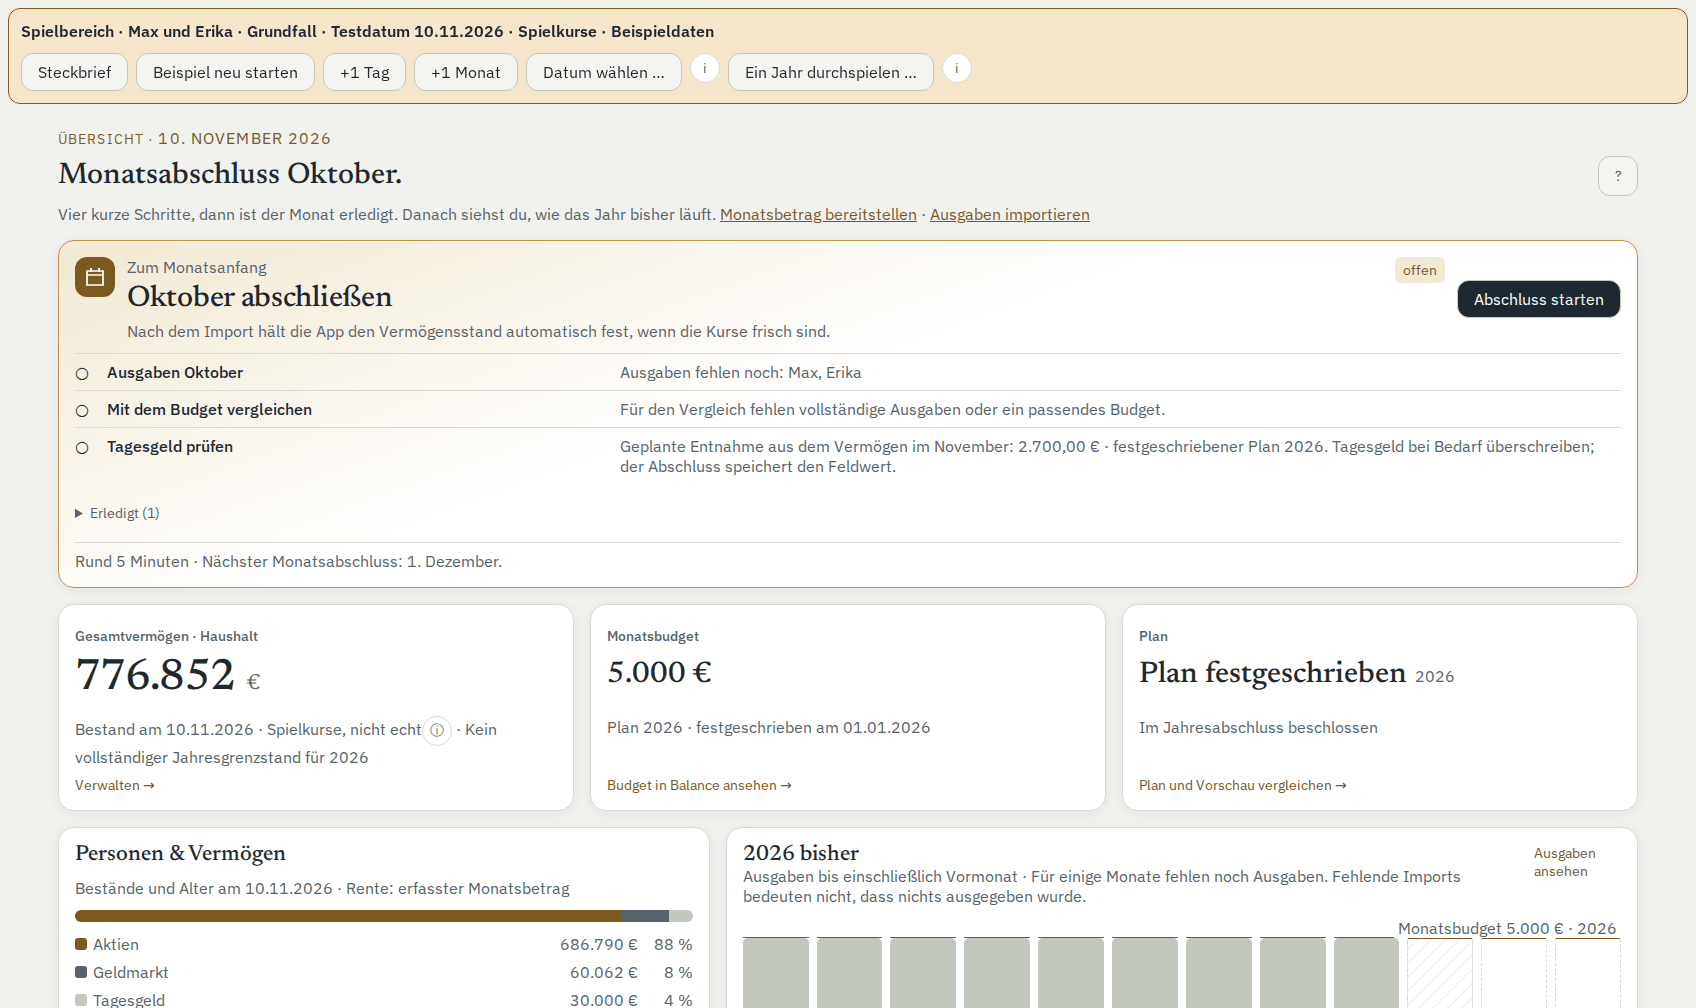 Spielbereich · Max und Erika · Grundfall · Testdatum 10.11.2026 · Spielkurse · Beispieldaten
Steckbrief
Beispiel neu starten
+1 Tag
+1 Monat
Datum wählen ...
i
Ein Jahr durchspielen ...
i
ÜBERSICHT · 10. NOVEMBER 2026
Monatsabschluss Oktober.
?
Vier kurze Schritte, dann ist der Monat erledigt. Danach siehst du, wie das Jahr bisher läuft. Monatsbetrag bereitstellen · Ausgaben importieren
Zum Monatsanfang
Oktober abschließen
offen
Abschluss starten
Nach dem Import hält die App den Vermögensstand automatisch fest, wenn die Kurse frisch sind.
Ausgaben Oktober
Ausgaben fehlen noch: Max, Erika
Mit dem Budget vergleichen
Für den Vergleich fehlen vollständige Ausgaben oder ein passendes Budget.
Tagesgeld prüfen
Geplante Entnahme aus dem Vermögen im November: 2.700,00 € · festgeschriebener Plan 2026. Tagesgeld bei Bedarf überschreiben;
der Abschluss speichert den Feldwert.
▶ Erledigt (1)
Rund 5 Minuten · Nächster Monatsabschluss: 1. Dezember.
Gesamtvermögen · Haushalt
776.852 €
Bestand am 10.11.2026 · Spielkurse, nicht echt ⓘ · Kein
vollständiger Jahresgrenzstand für 2026
Verwalten →
Monatsbudget
5.000 €
Plan 2026 · festgeschrieben am 01.01.2026
Budget in Balance ansehen →
Plan
Plan festgeschrieben 2026
Im Jahresabschluss beschlossen
Plan und Vorschau vergleichen →
Personen & Vermögen
Bestände und Alter am 10.11.2026 · Rente: erfasster Monatsbetrag
Aktien 686.790 € 88 %
Geldmarkt 60.062 € 8 %
Tagesgeld 30.000 € 4 %
2026 bisher
Ausgaben bis einschließlich Vormonat · Für einige Monate fehlen noch Ausgaben. Fehlende Imports
bedeuten nicht, dass nichts ausgegeben wurde.
Ausgaben
ansehen
Monatsbudget 5.000 € · 2026